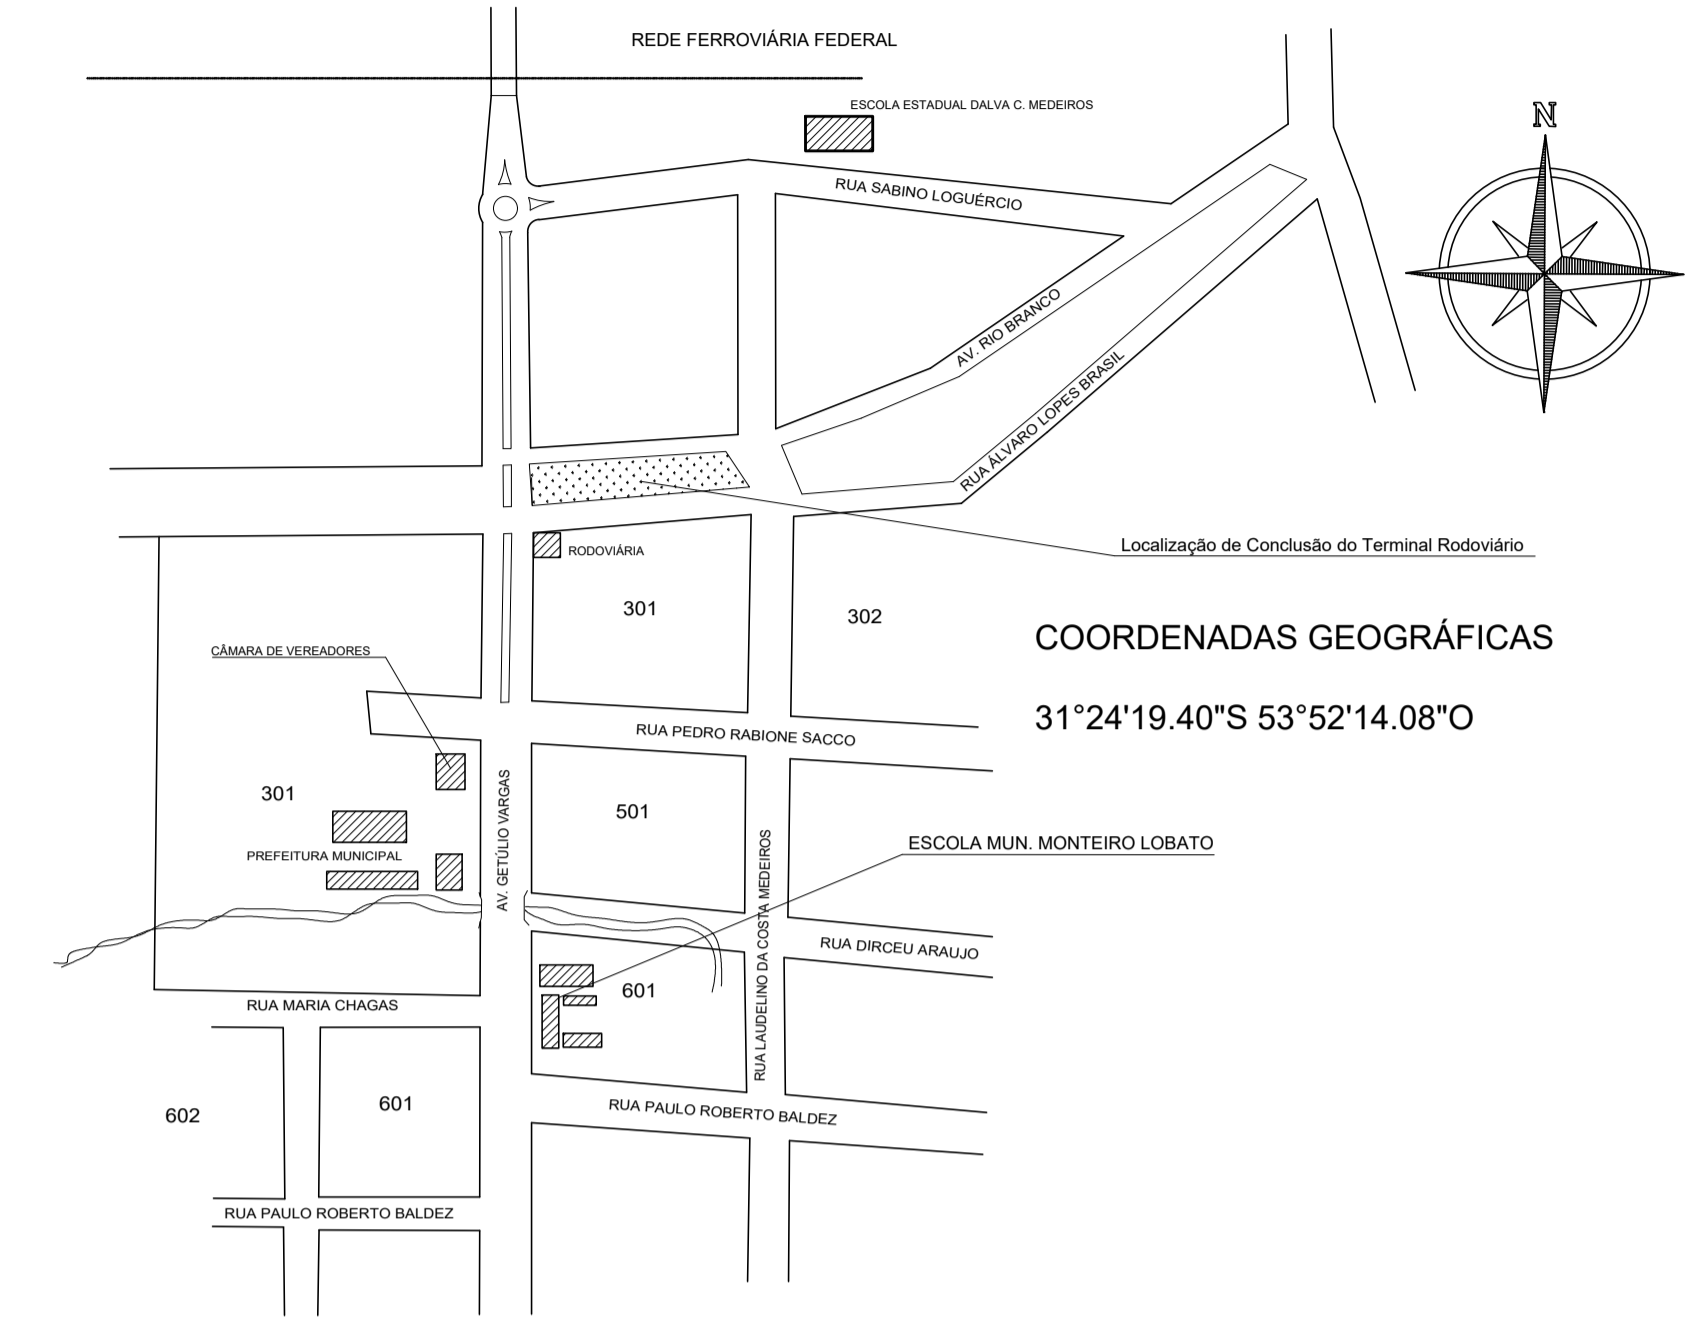 REDE FERROVIÁRIA FEDERAL
ESCOLA ESTADUAL DALVA C. MEDEIROS
N
RUA SABINO LOGUÉRCIO
AV. RIO BRANCO
RUA ÁLVARO LOPES BRASIL
Localização de Conclusão do Terminal Rodoviário
RODOVIÁRIA
301
302
COORDENADAS GEOGRÁFICAS
CÂMARA DE VEREADORES
31°24'19.40"S 53°52'14.08"O
RUA PEDRO RABIONE SACCO
301
AV. GETÚLIO VARGAS
501
RUA LAUDELINO DA COSTA MEDEIROS
ESCOLA MUN. MONTEIRO LOBATO
PREFEITURA MUNICIPAL
RUA DIRCEU ARAUJO
601
RUA MARIA CHAGAS
602
601
RUA PAULO ROBERTO BALDEZ
RUA PAULO ROBERTO BALDEZ